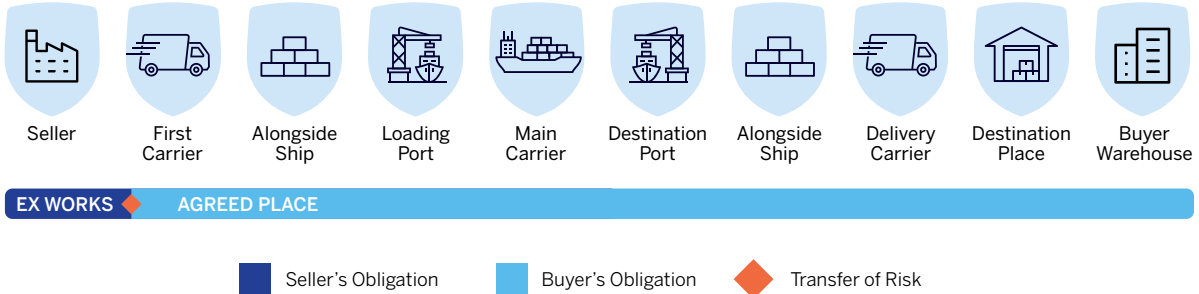 Seller
First
Carrier
Alongside
Ship
Loading
Port
Main
Carrier
Destination
Port
Alongside
Ship
Delivery
Carrier
Destination
Place
Buyer
Warehouse
EX WORKS
AGREED PLACE
Seller's Obligation
Buyer's Obligation
Transfer of Risk